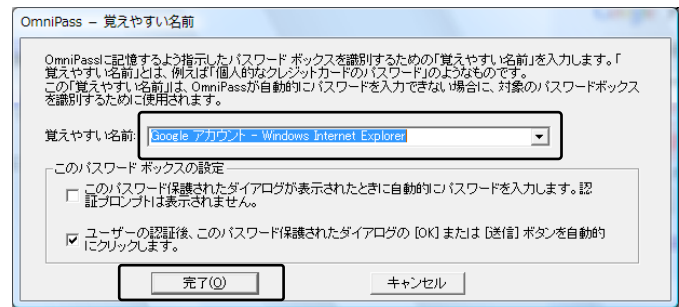 OmniPass – 覚えやすい名前
OmniPassに記憶するよう指示したパスワード ボックスを識別するための「覚えやすい名前」を入力します。「
覚えやすい名前」とは、例えば「個人的なクレジットカードのパスワード」のようなものです。
この「覚えやすい名前」は、OmniPassが自動的にパスワードを入力できない場合に、対象のパスワードボックス
を識別するために使用されます。
覚えやすい名前: Google アカウント - Windows Internet Explorer
このパスワード ボックスの設定
このパスワード保護されたダイアログが表示されたときに自動的にパスワードを入力します。認
証プロンプトは表示されません。
ユーザーの認証後、このパスワード保護されたダイアログの [OK] または [送信] ボタンを自動的
にクリックします。
完了(O) キャンセル